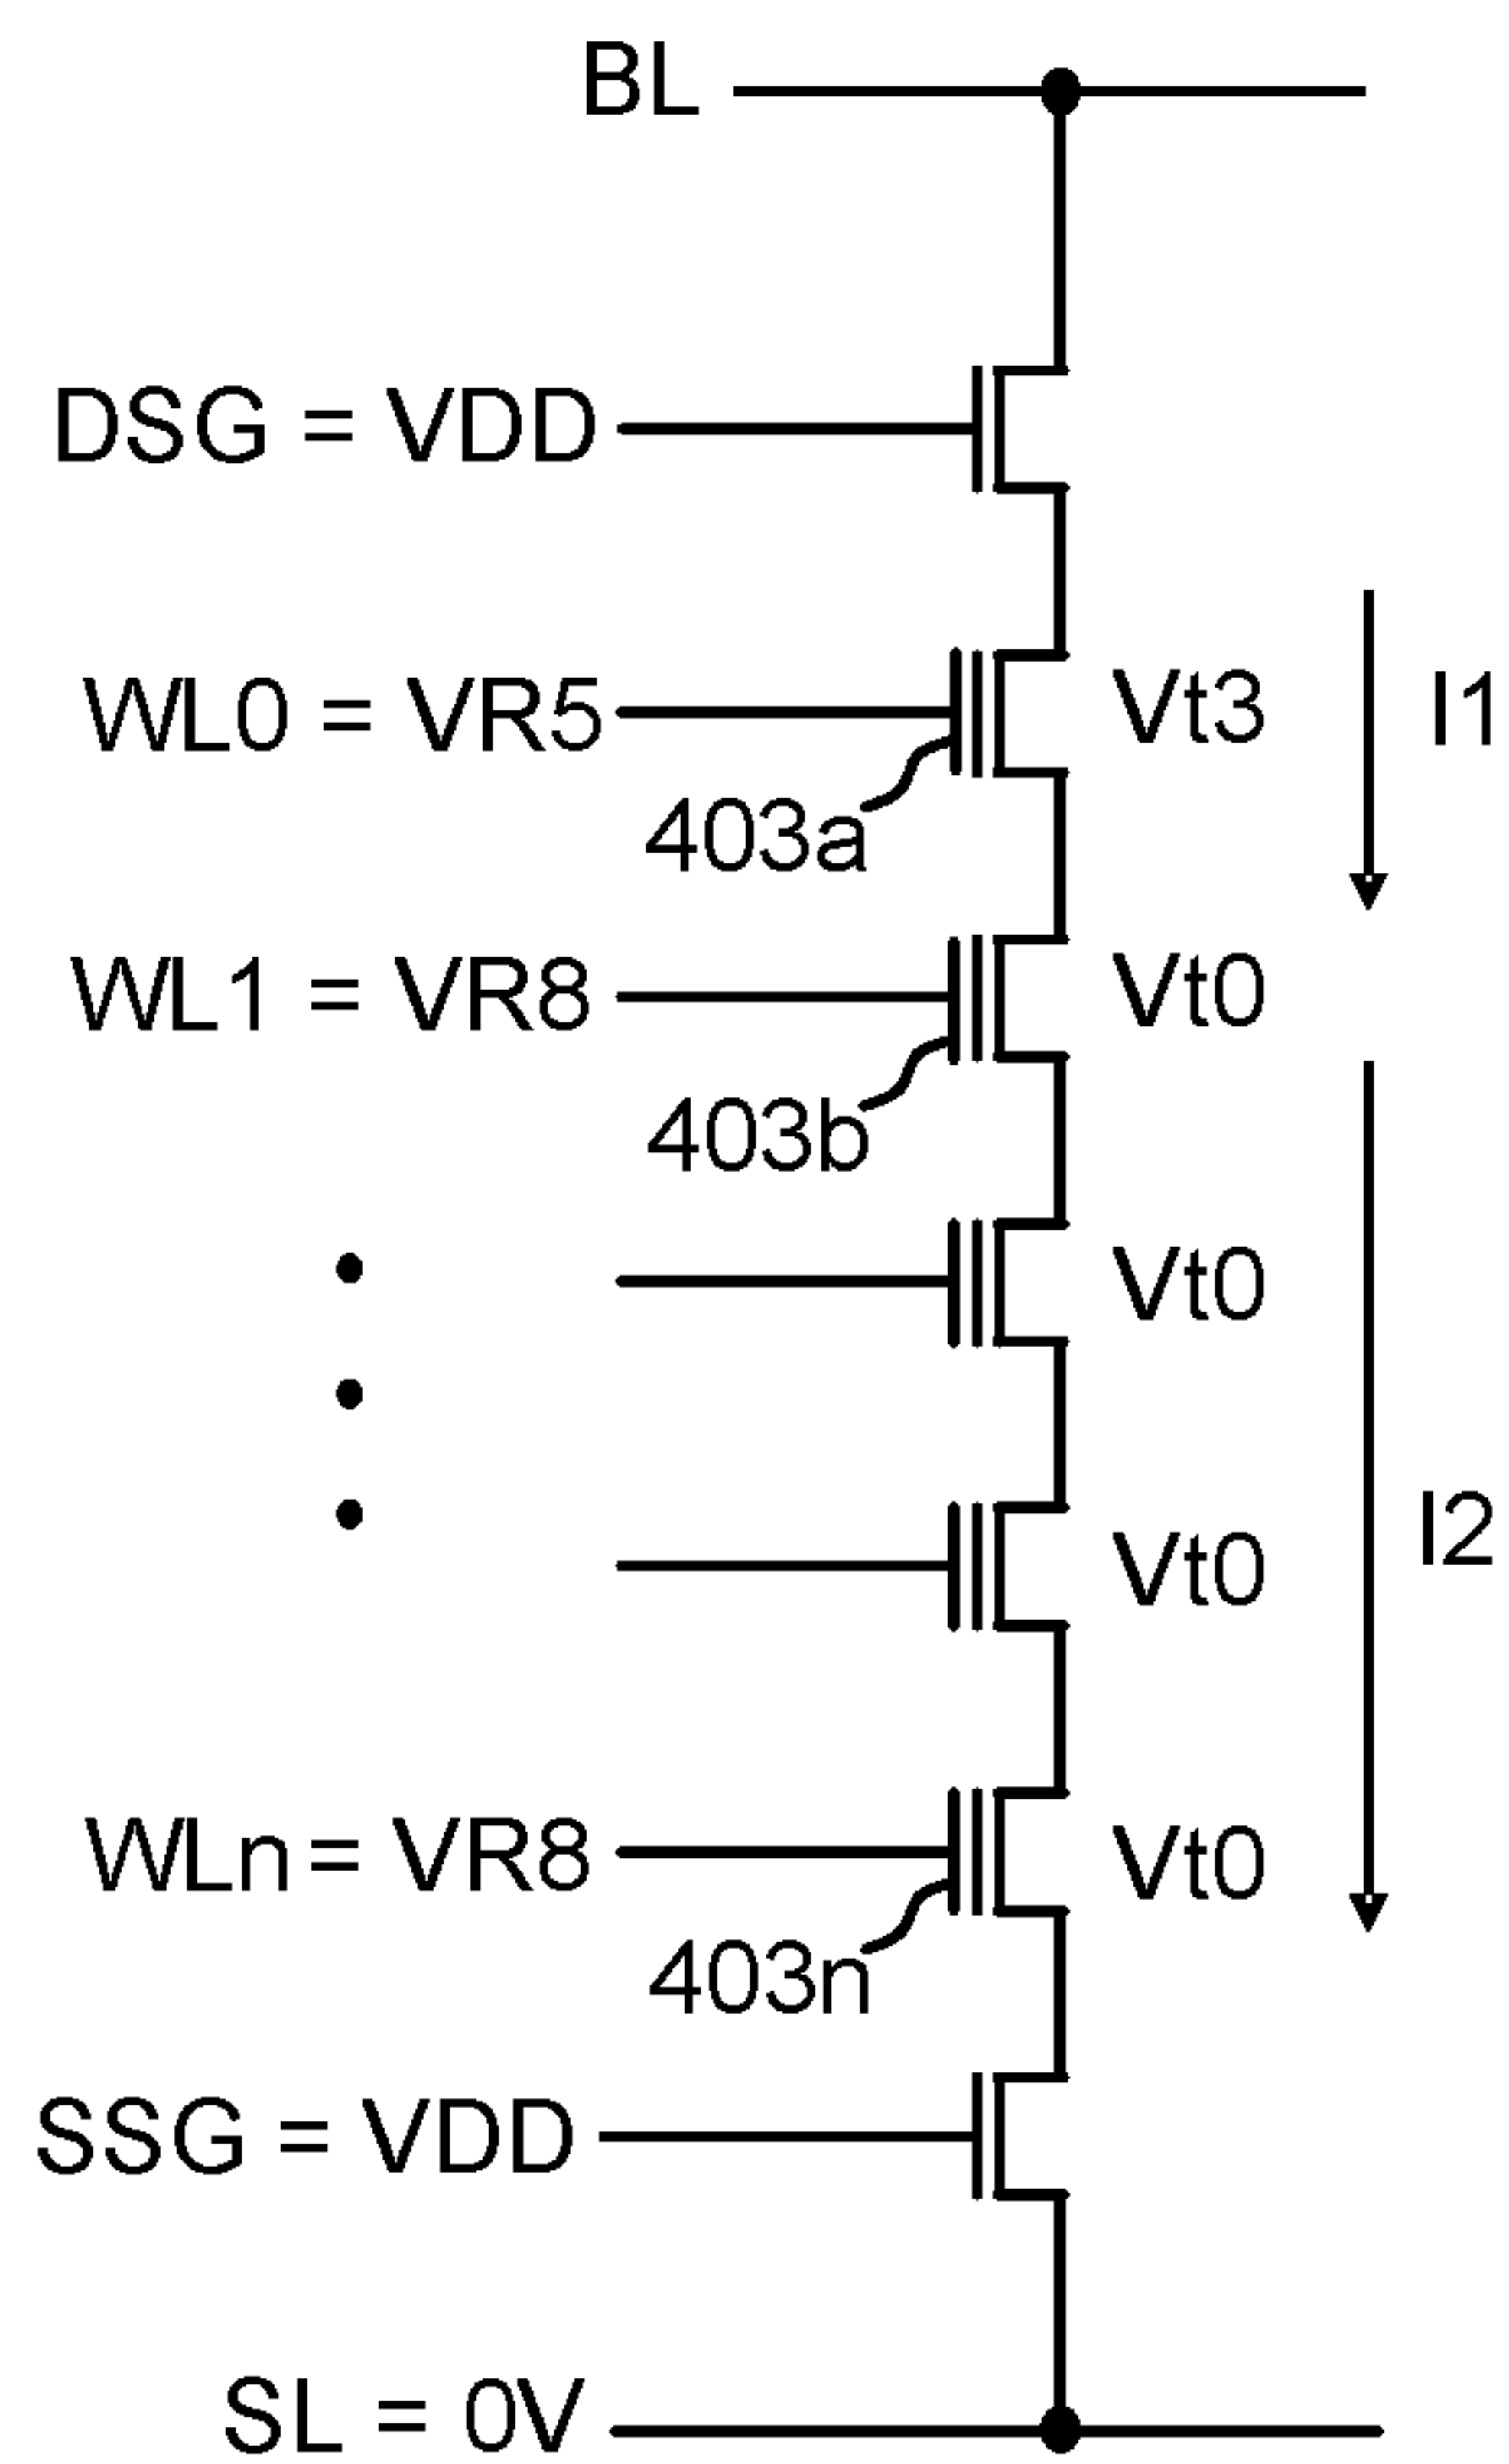 BL
DSG = VDD
WL0 = VR5
Vt3
I1
403a
WL1 = VR8
Vt0
403b
Vt0
Vt0
I2
WLn = VR8
Vt0
403n
SSG = VDD
SL = 0V